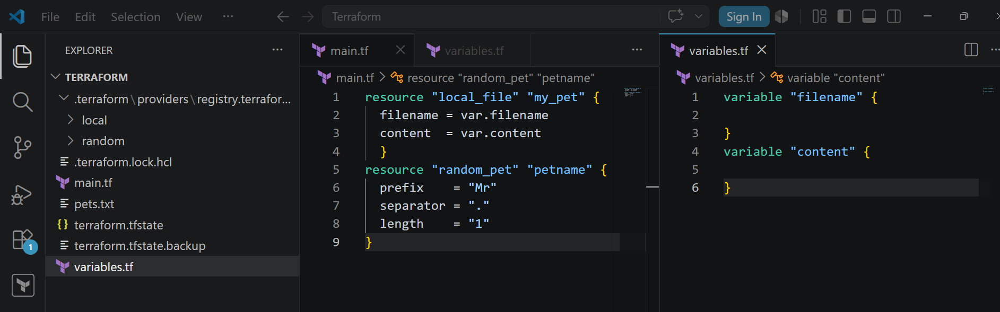 File Edit Selection View ··· Terraform Sign In
EXPLORER ···
TERRAFORM
.terraform\providers\registry.terrafor...
local
random
.terraform.lock.hcl
main.tf
pets.txt
{} terraform.tfstate
terraform.tfstate.backup
variables.tf
1
main.tf variables.tf ···
main.tf > resource "random_pet" "petname"
1 resource "local_file" "my_pet" {
2 filename = var.filename
3 content = var.content
4 }
5 resource "random_pet" "petname" {
6 prefix = "Mr"
7 separator = "."
8 length = "1"
9 }
variables.tf ···
variables.tf > variable "content"
1 variable "filename" {
2
3 }
4 variable "content" {
5
6 }